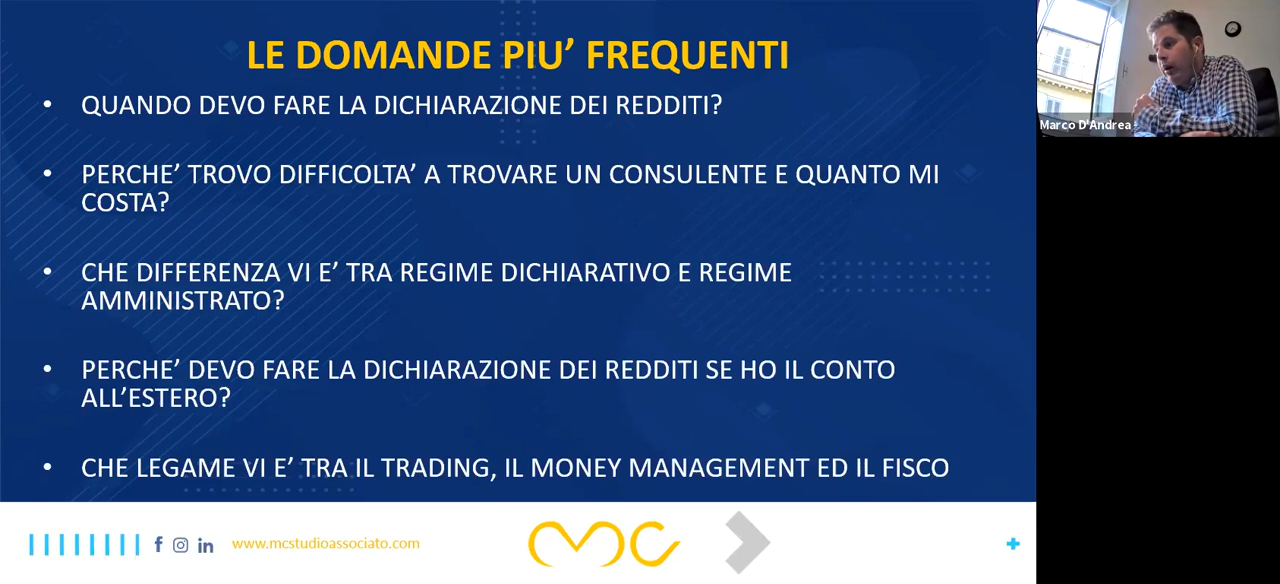 LE DOMANDE PIU’ FREQUENTI
• QUANDO DEVO FARE LA DICHIARAZIONE DEI REDDITI?
• PERCHE’ TROVO DIFFICOLTA’ A TROVARE UN CONSULENTE E QUANTO MI
COSTA?
• CHE DIFFERENZA VI E’ TRA REGIME DICHIARATIVO E REGIME
AMMINISTRATO?
• PERCHE’ DEVO FARE LA DICHIARAZIONE DEI REDDITI SE HO IL CONTO
ALL’ESTERO?
• CHE LEGAME VI E’ TRA IL TRADING, IL MONEY MANAGEMENT ED IL FISCO
www.mcstudioassociato.com
MC
Marco D'Andrea